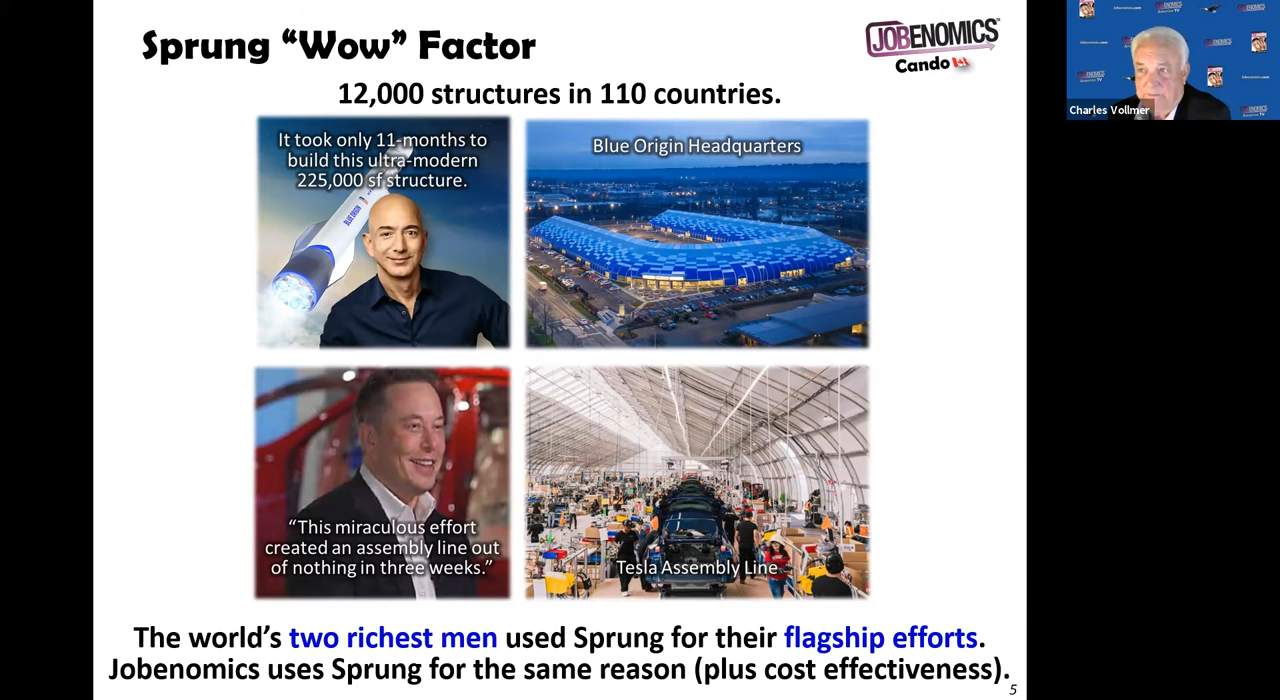 Sprung “Wow” Factor
JOBENOMICS™
Cando
12,000 structures in 110 countries.
It took only 11-months to
build this ultra-modern
225,000 sf structure.
BLUE ORIGIN
Blue Origin Headquarters
“This miraculous effort
created an assembly line out
of nothing in three weeks.”
Tesla Assembly Line
The world’s two richest men used Sprung for their flagship efforts.
Jobenomics uses Sprung for the same reason (plus cost effectiveness).
5
Charles Vollmer